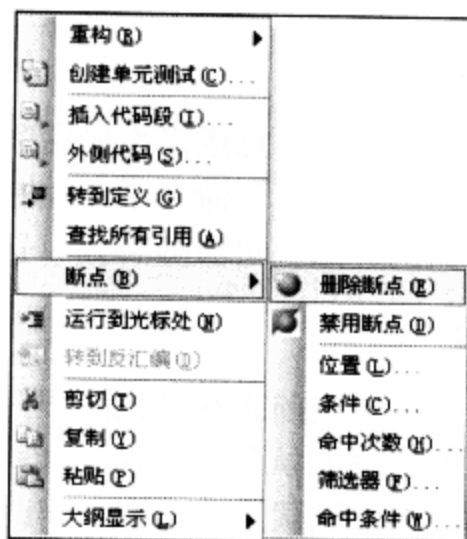 重构(R)
创建单元测试(C)...
插入代码段(I)...
外侧代码(S)...
转到定义(G)
查找所有引用(A)
断点(B)
删除断点(E)
运行到光标处(N)
禁用断点(D)
转到反汇编(D)
位置(L)...
剪切(T)
条件(C)...
复制(Y)
命中次数(H)...
粘贴(P)
筛选器(F)...
大纲显示(L)
命中条件(W)...